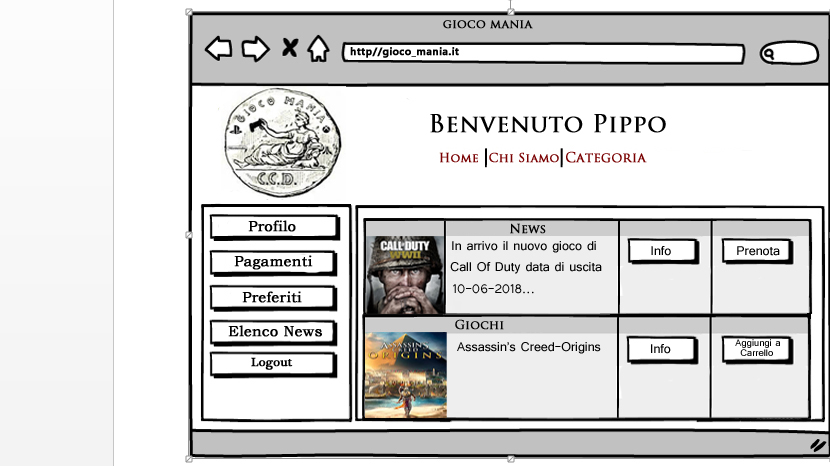 GIOCO MANIA
http//gioco_mania.it
GIOCO MANIA
C.C.D.
BENVENUTO PIPPO
HOME | CHI SIAMO | CATEGORIA
Profilo
Pagamenti
Preferiti
Elenco News
Logout
NEWS
CALL OF DUTY
WWII
In arrivo il nuovo gioco di
Call Of Duty data di uscita
10-06-2018...
Info
Prenota
GIOCHI
ASSASSIN'S
CREED
ORIGINS
Assassin's Creed-Origins
Info
Aggiungi a
Carrello